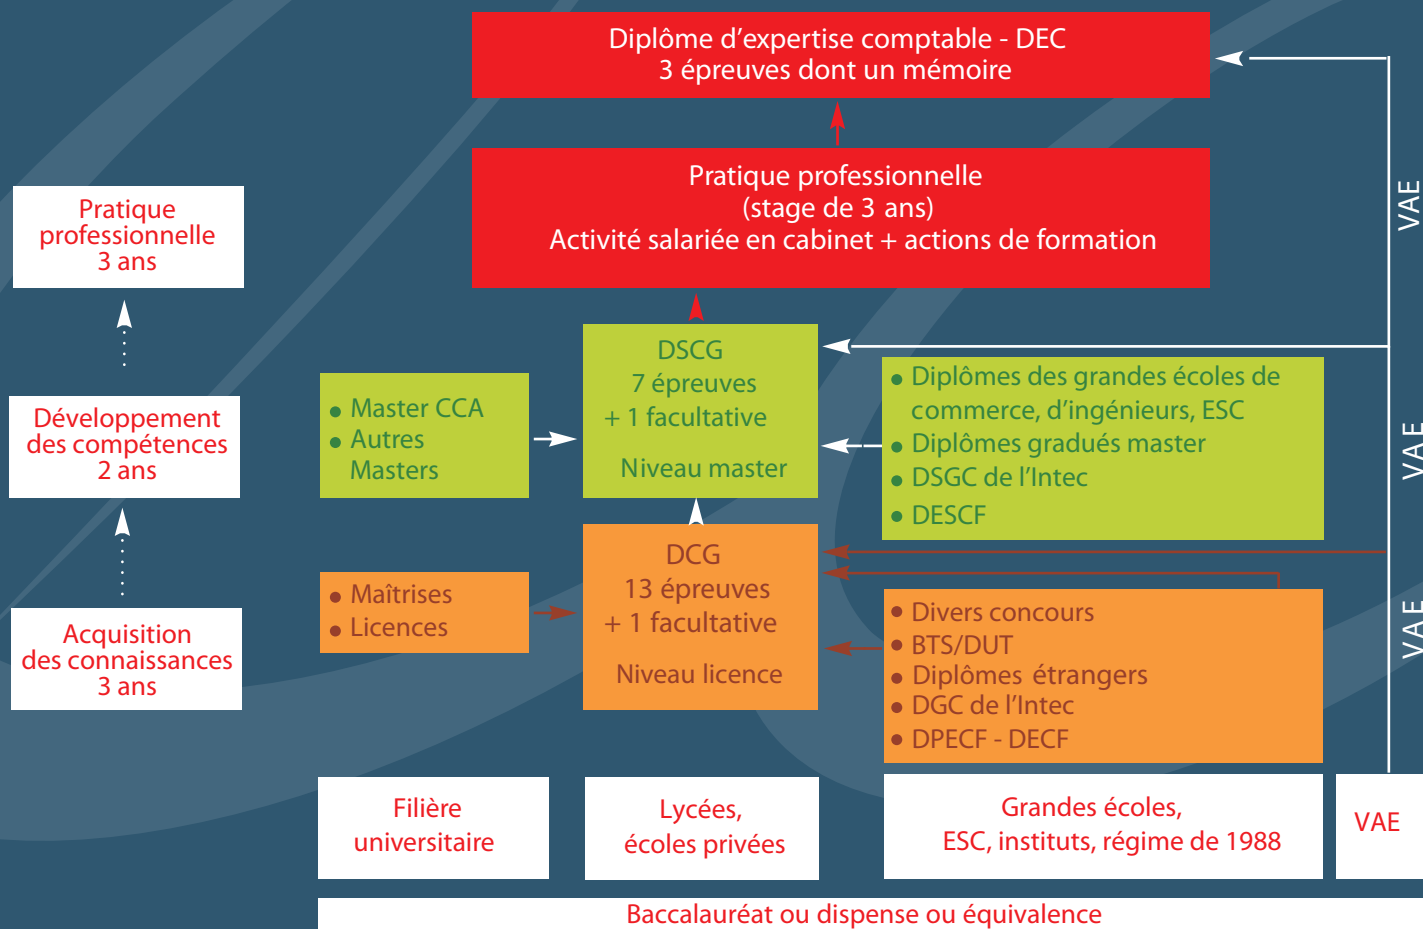 Diplôme d'expertise comptable - DEC
3 épreuves dont un mémoire
Pratique professionnelle
(stage de 3 ans)
Activité salariée en cabinet + actions de formation
VAE
Pratique
professionnelle
3 ans
DSCG
7 épreuves
+ 1 facultative
Niveau master
• Master CCA
• Autres
Masters
• Diplômes des grandes écoles de
commerce, d'ingénieurs, ESC
• Diplômes gradués master
• DSGC de l'Intec
• DESCF
VAE
Développement
des compétences
2 ans
DCG
13 épreuves
+ 1 facultative
Niveau licence
• Maîtrises
• Licences
• Divers concours
• BTS/DUT
• Diplômes étrangers
• DGC de l'Intec
• DPECF - DECF
VAE
Acquisition
des connaissances
3 ans
Filière
universitaire
Lycées,
écoles privées
Grandes écoles,
ESC, instituts, régime de 1988
VAE
Baccalauréat ou dispense ou équivalence